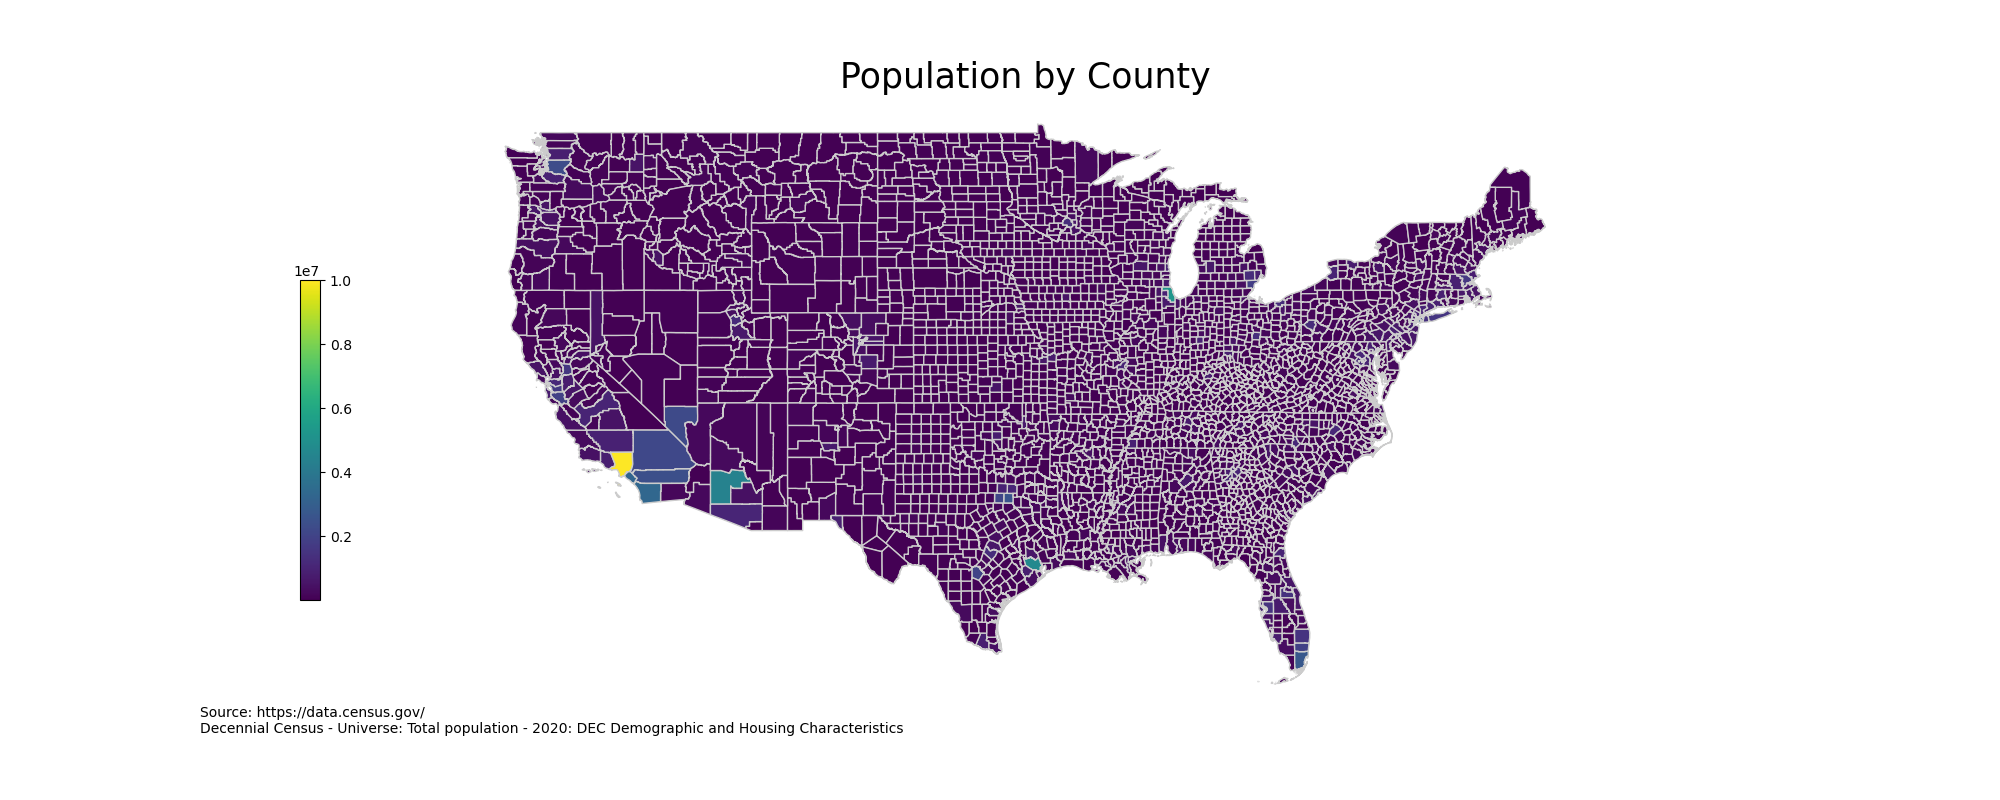 Population by County
1e7
1.0
0.8
0.6
0.4
0.2
Source: https://data.census.gov/
Decennial Census - Universe: Total population - 2020: DEC Demographic and Housing Characteristics